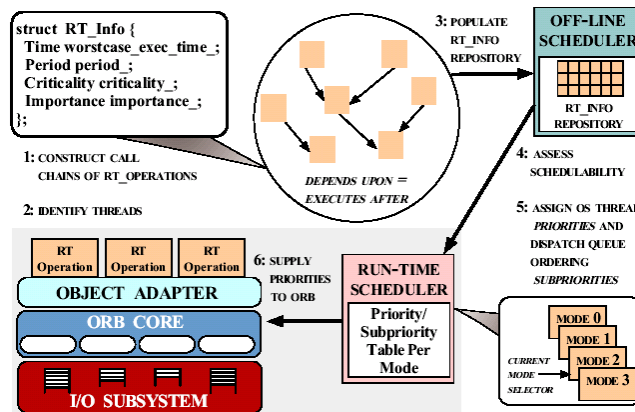 struct RT_Info {
Time worstcase_exec_time_;
Period period_;
Criticality criticality_;
Importance importance_;
};
1: CONSTRUCT CALL
CHAINS OF RT_OPERATIONS
2: IDENTIFY THREADS
DEPENDS UPON =
EXECUTES AFTER
3: POPULATE
RT_INFO
REPOSITORY
OFF-LINE
SCHEDULER
RT_INFO
REPOSITORY
4: ASSESS
SCHEDULABILITY
5: ASSIGN OS THREAD
PRIORITIES AND
DISPATCH QUEUE
ORDERING
SUBPRIORITIES
RT
Operation
RT
Operation
RT
Operation
OBJECT ADAPTER
ORB CORE
I/O SUBSYSTEM
6: SUPPLY
PRIORITIES
TO ORB
RUN-TIME
SCHEDULER
Priority/
Subpriority
Table Per
Mode
MODE 0
MODE 1
MODE 2
MODE 3
CURRENT
MODE
SELECTOR